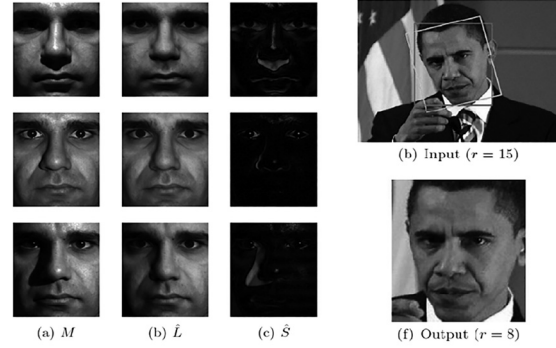 (a) M
(b) L̂
(c) Ŝ
(b) Input (r = 15)
(f) Output (r = 8)